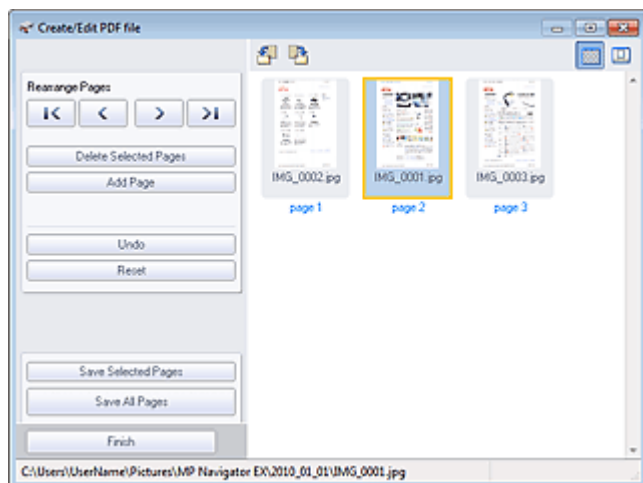 Create/Edit PDF file
Rearrange Pages
Delete Selected Pages
Add Page
Undo
Reset
Save Selected Pages
Save All Pages
Finish
IMG_0002.jpg
IMG_0001.jpg
IMG_0003.jpg
page 1
page 2
page 3
C:\Users\UserName\Pictures\MP Navigator EX\2010_01_01\IMG_0001.jpg